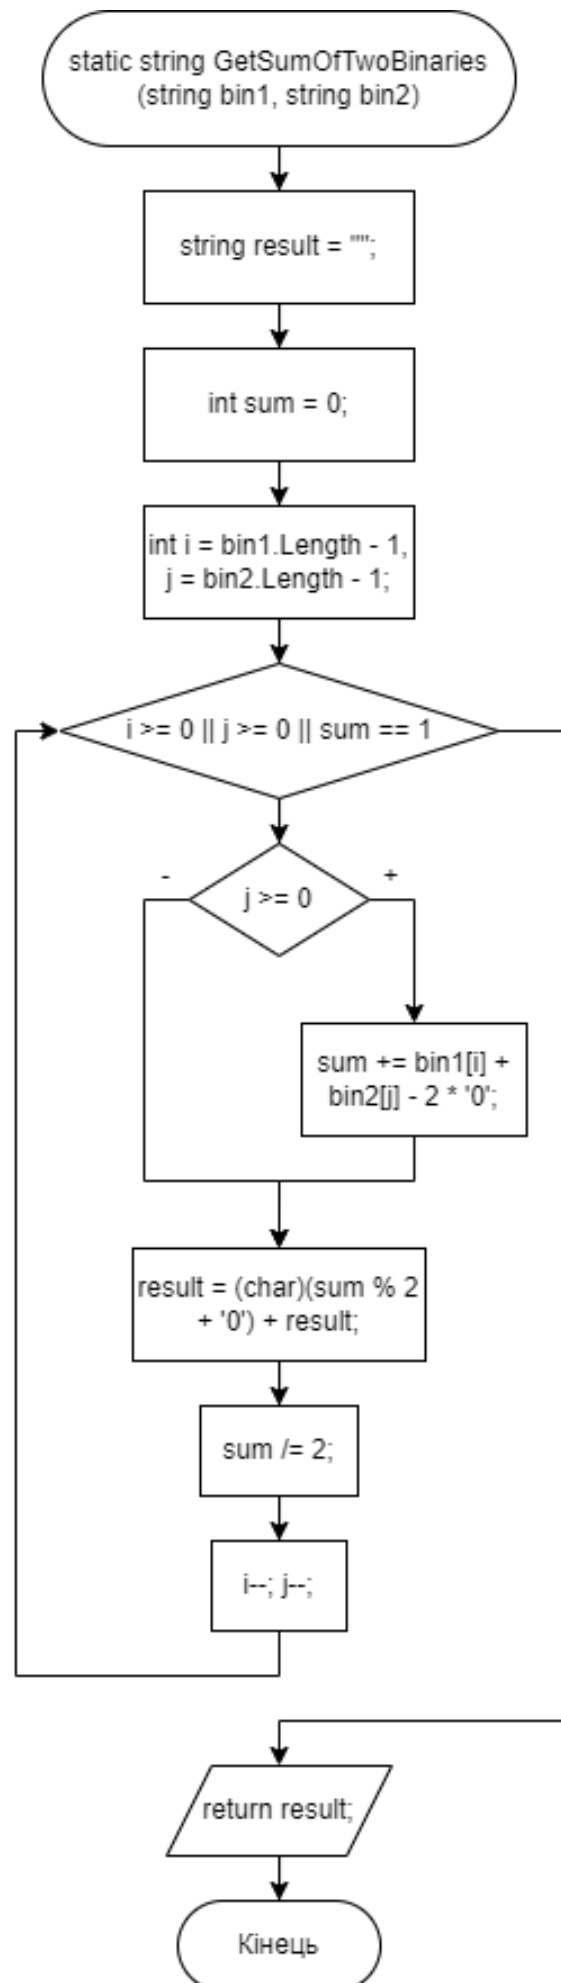 static string GetSumOfTwoBinaries
(string bin1, string bin2)
string result = "";
int sum = 0;
int i = bin1.Length - 1,
j = bin2.Length - 1;
i >= 0 || j >= 0 || sum == 1
-
+
j >= 0
sum += bin1[i] +
bin2[j] - 2 * '0';
result = (char)(sum % 2
+ '0') + result;
sum /= 2;
i--; j--;
return result;
Кінець